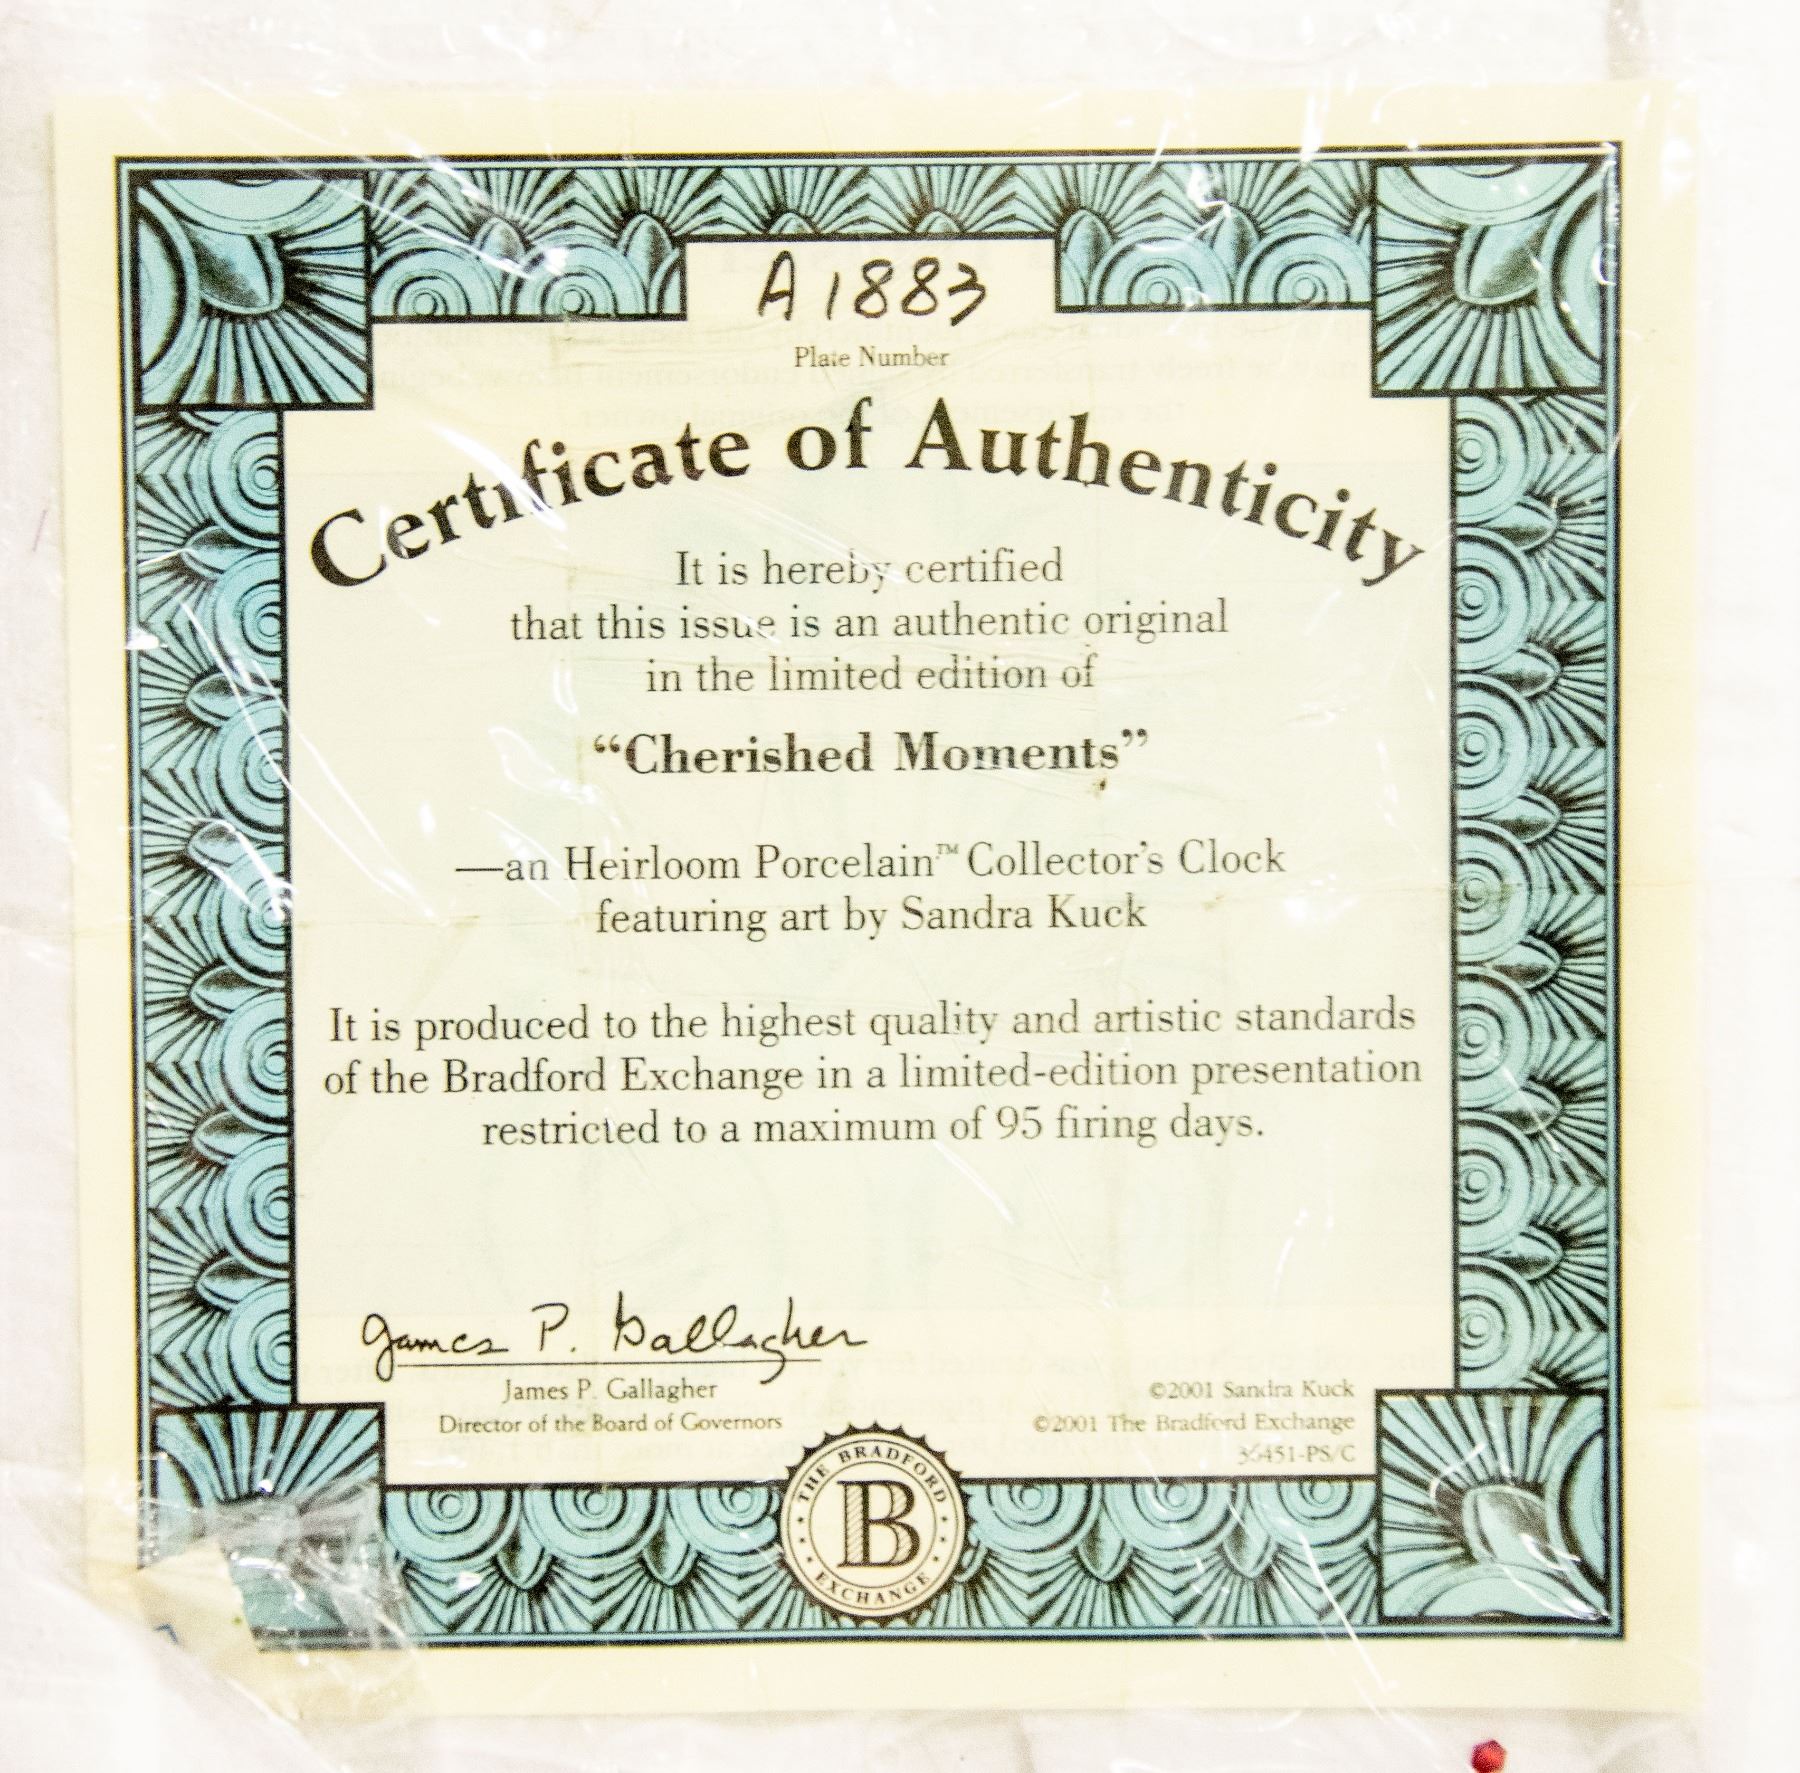 A 1883
Plate Number
Certificate of Authenticity
It is hereby certified
that this issue is an authentic original
in the limited edition of
“Cherished Moments”
—an Heirloom Porcelain™ Collector's Clock
featuring art by Sandra Kuck
It is produced to the highest quality and artistic standards
of the Bradford Exchange in a limited-edition presentation
restricted to a maximum of 95 firing days.
James P. Gallagher
James P. Gallagher
Director of the Board of Governors
©2001 Sandra Kuck
©2001 The Bradford Exchange
36451-PS/C
THE BRADFORD
B
EXCHANGE